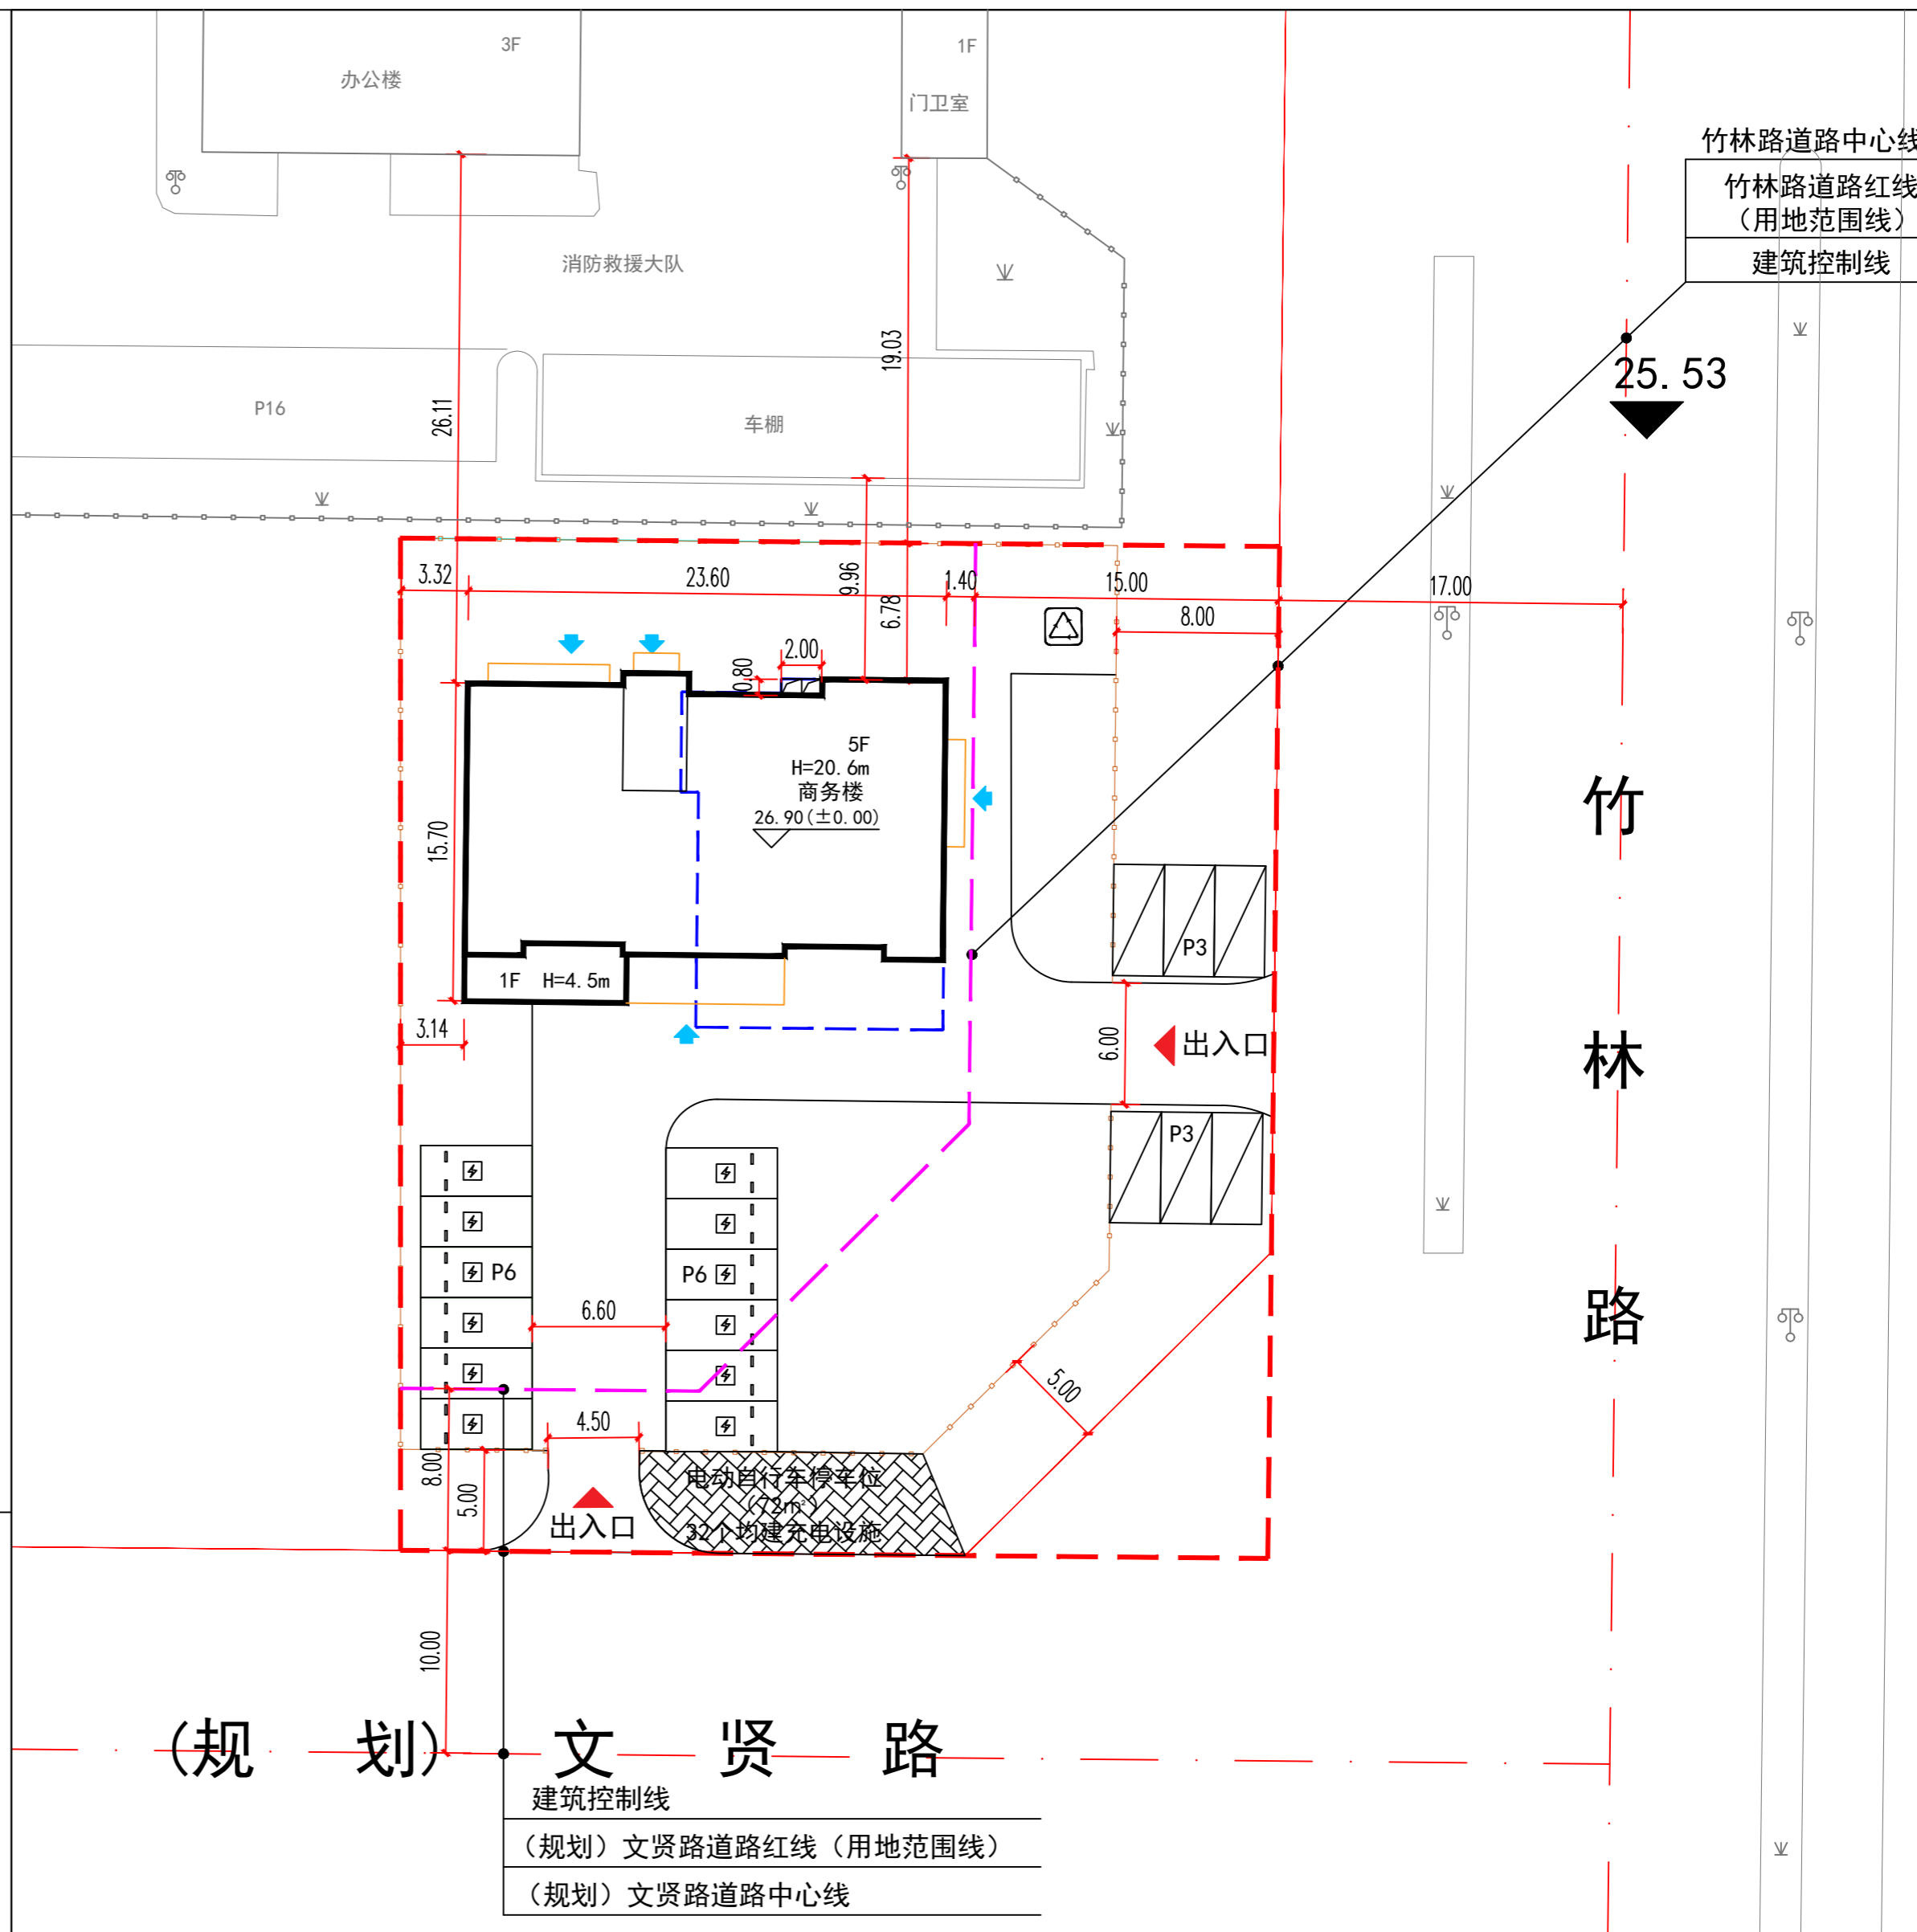 3F
办公楼
1F
门卫室
竹林路道路中心线
竹林路道路红线
（用地范围线）
建筑控制线
消防救援大队
19.03
25.53
26.11
P16
车棚
3.32
23.60
9.96
6.78
1.40
15.00
17.00
8.00
2.00
0.80
5F
H=20.6m
商务楼
26.90(±0.00)
15.70
竹
林
路
P3
1F H=4.5m
3.14
6.00
出入口
P3
P6
P6
6.60
5.00
4.50
8.00
5.00
电动自行车停车位
（72m²）
32个均建充电设施
出入口
10.00
（规 划） 文 贤 路
建筑控制线
（规划）文贤路道路红线（用地范围线）
（规划）文贤路道路中心线